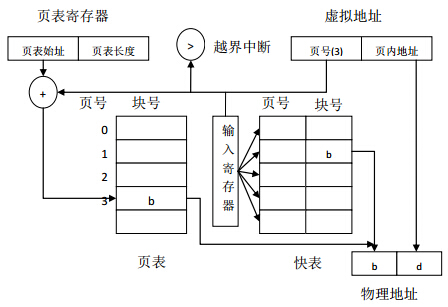 页表寄存器 虚拟地址
页表始址 页表长度 > 越界中断 页号(3) 页内地址
+
页号 块号 页号 块号
0
1 b
2
3 b
输入寄存器
页表 快表
b d
物理地址